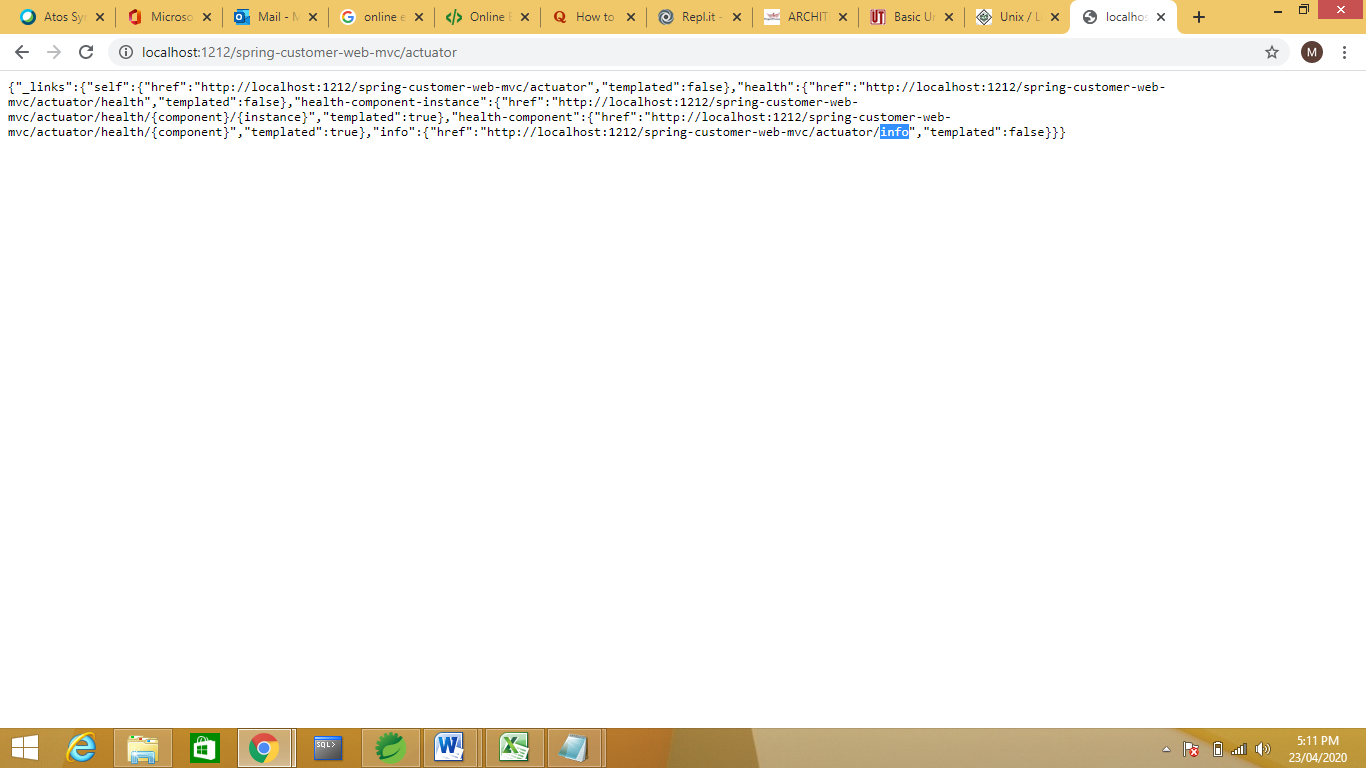 Atos Syn
Microso
Mail - M
online e
Online E
How to
Repl.it -
ARCHIT
Basic Un
Unix / L
localhos
localhost:1212/spring-customer-web-mvc/actuator
M
{"_links":{"self":{"href":"http://localhost:1212/spring-customer-web-mvc/actuator","templated":false},"health":{"href":"http://localhost:1212/spring-customer-web-
mvc/actuator/health","templated":false},"health-component-instance":{"href":"http://localhost:1212/spring-customer-web-
mvc/actuator/health/{component}/{instance}","templated":true},"health-component":{"href":"http://localhost:1212/spring-customer-web-
mvc/actuator/health/{component}","templated":true},"info":{"href":"http://localhost:1212/spring-customer-web-mvc/actuator/info","templated":false}}}
SQL>
5:11 PM
23/04/2020